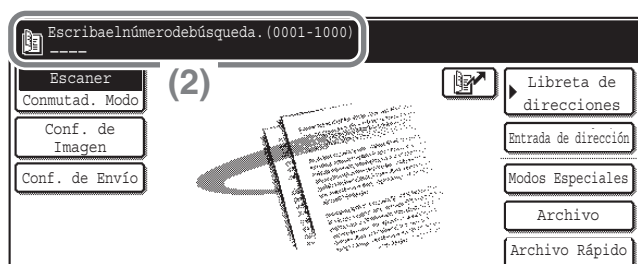 Escribaelnúmerodebúsqueda.(0001-1000)
----
(2)
Escaner
Conmutad. Modo
Conf. de
Imagen
Conf. de Envío
Libreta de
direcciones
Entrada de dirección
Modos Especiales
Archivo
Archivo Rápido